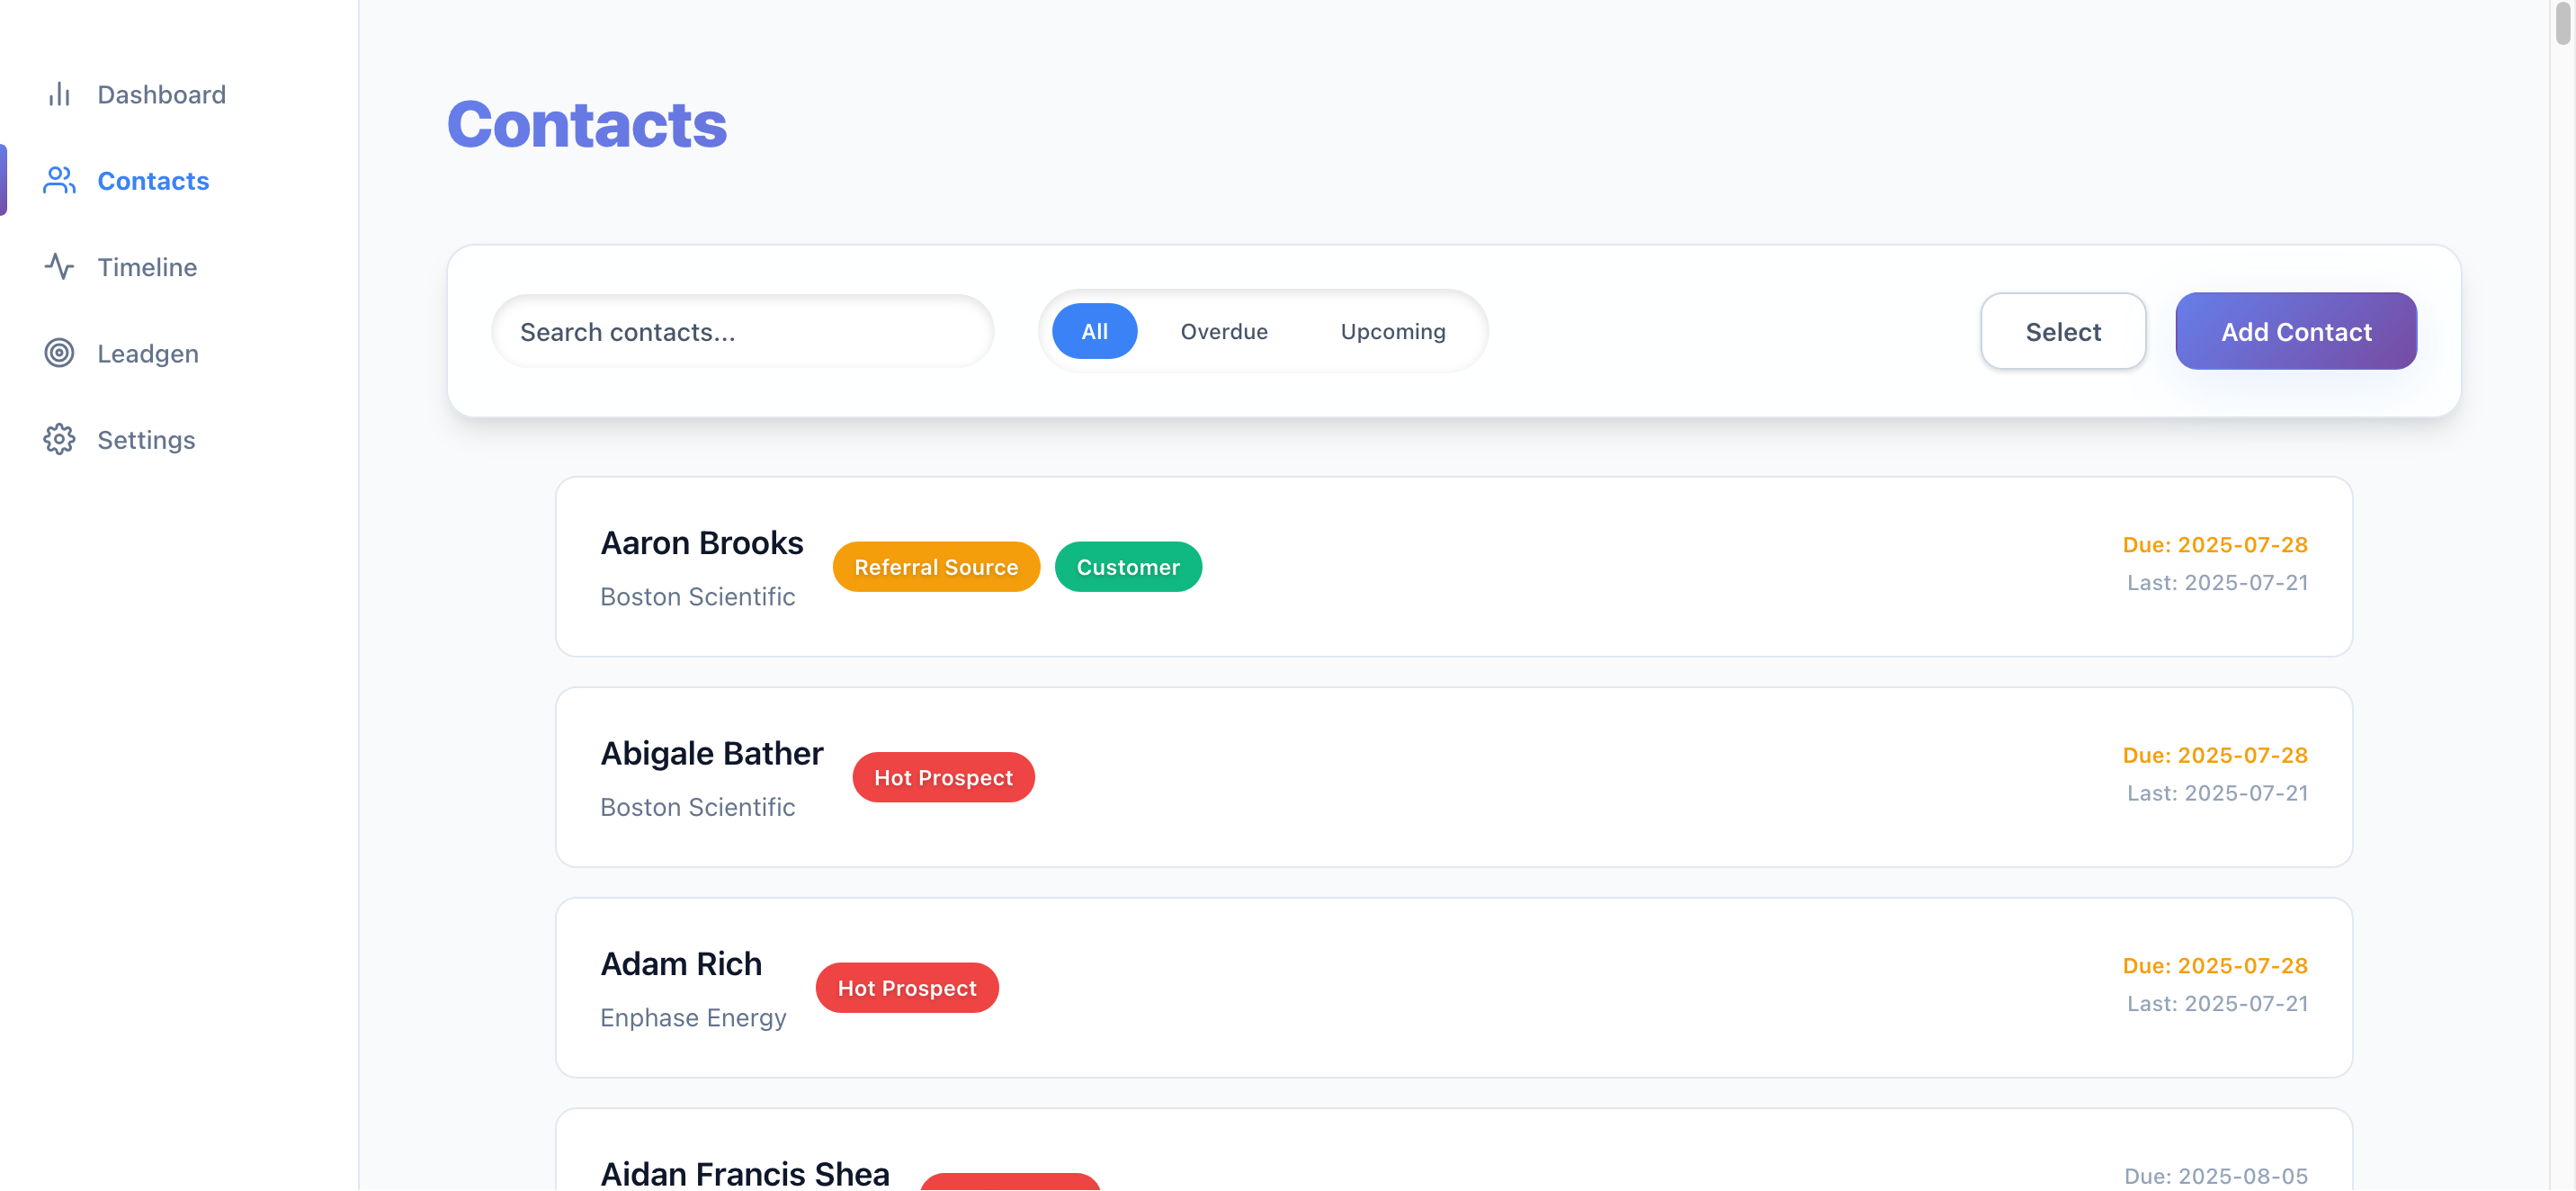 Dashboard
Contacts
Timeline
Leadgen
Settings
Contacts
Search contacts...
All
Overdue
Upcoming
Select
Add Contact
Aaron Brooks
Boston Scientific
Referral Source
Customer
Due: 2025-07-28
Last: 2025-07-21
Abigale Bather
Boston Scientific
Hot Prospect
Due: 2025-07-28
Last: 2025-07-21
Adam Rich
Enphase Energy
Hot Prospect
Due: 2025-07-28
Last: 2025-07-21
Aidan Francis Shea
Due: 2025-08-05